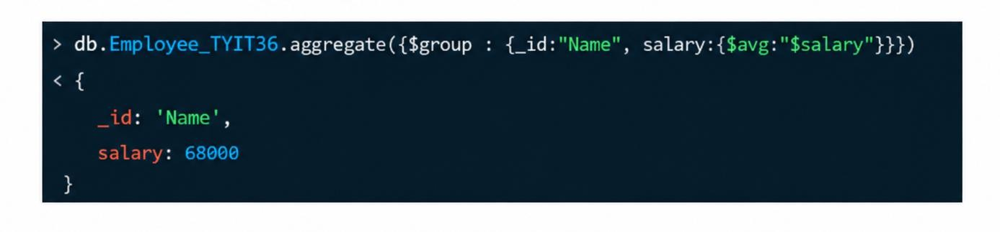 > db.Employee_TYIT36.aggregate({$group : {_id:"Name", salary:{$avg:"$salary"}}})
< {
_id: 'Name',
salary: 68000
}